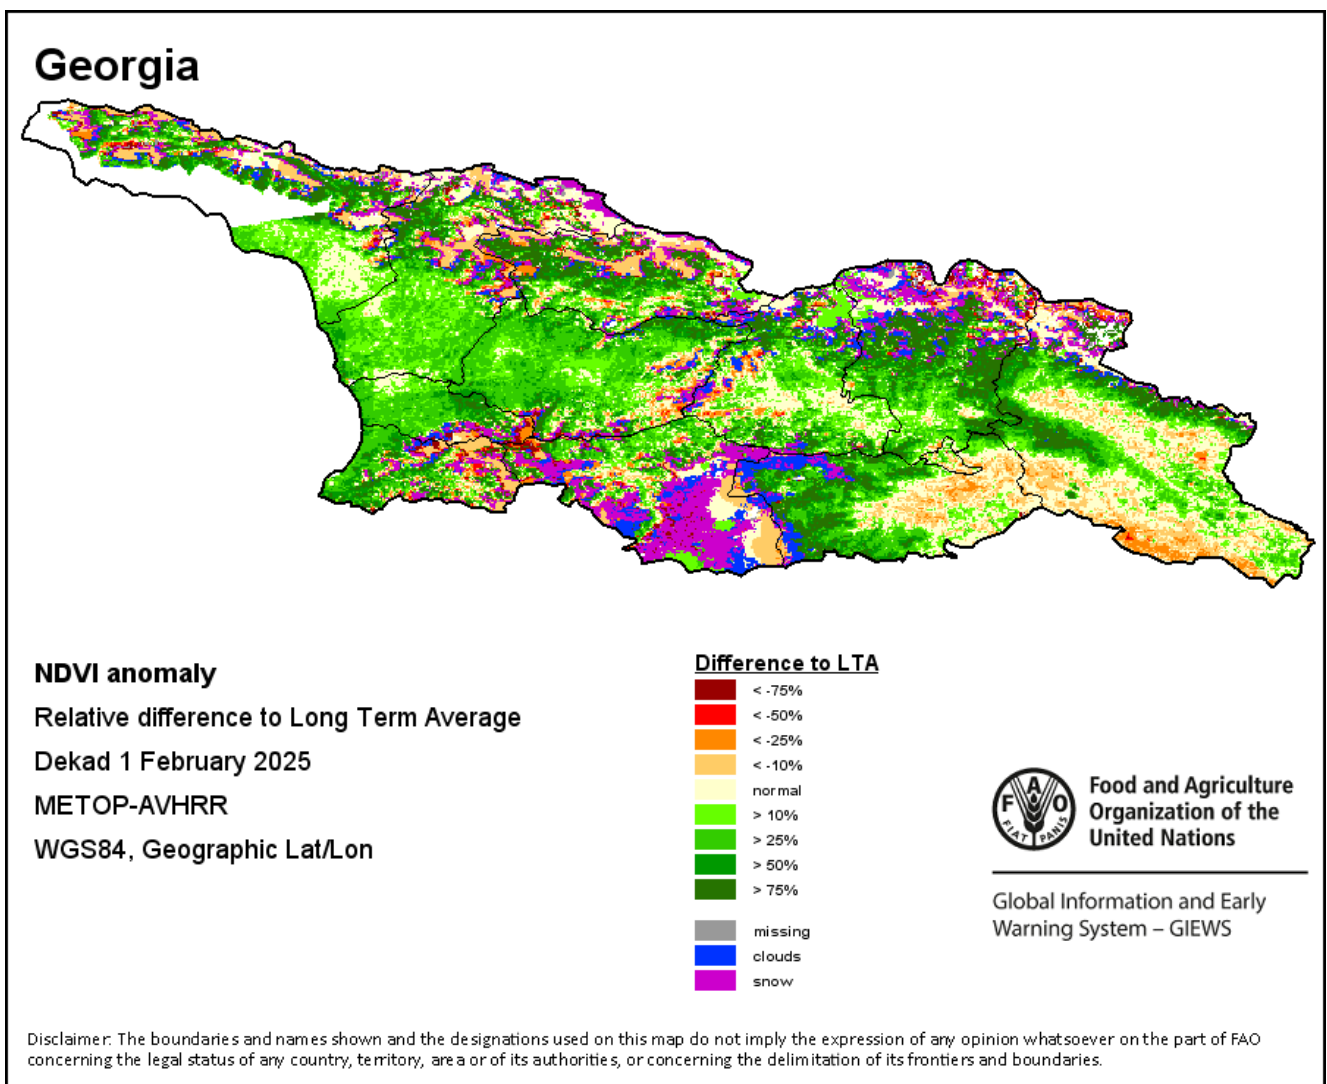 Georgia
NDVI anomaly
Relative difference to Long Term Average
Dekad 1 February 2025
METOP-AVHRR
WGS84, Geographic Lat/Lon
Difference to LTA
< -75%
< -50%
< -25%
< -10%
normal
> 10%
> 25%
> 50%
> 75%
missing
clouds
snow
F A O
FIAT PANIS
Food and Agriculture
Organization of the
United Nations
Global Information and Early
Warning System – GIEWS
Disclaimer: The boundaries and names shown and the designations used on this map do not imply the expression of any opinion whatsoever on the part of FAO
concerning the legal status of any country, territory, area or of its authorities, or concerning the delimitation of its frontiers and boundaries.